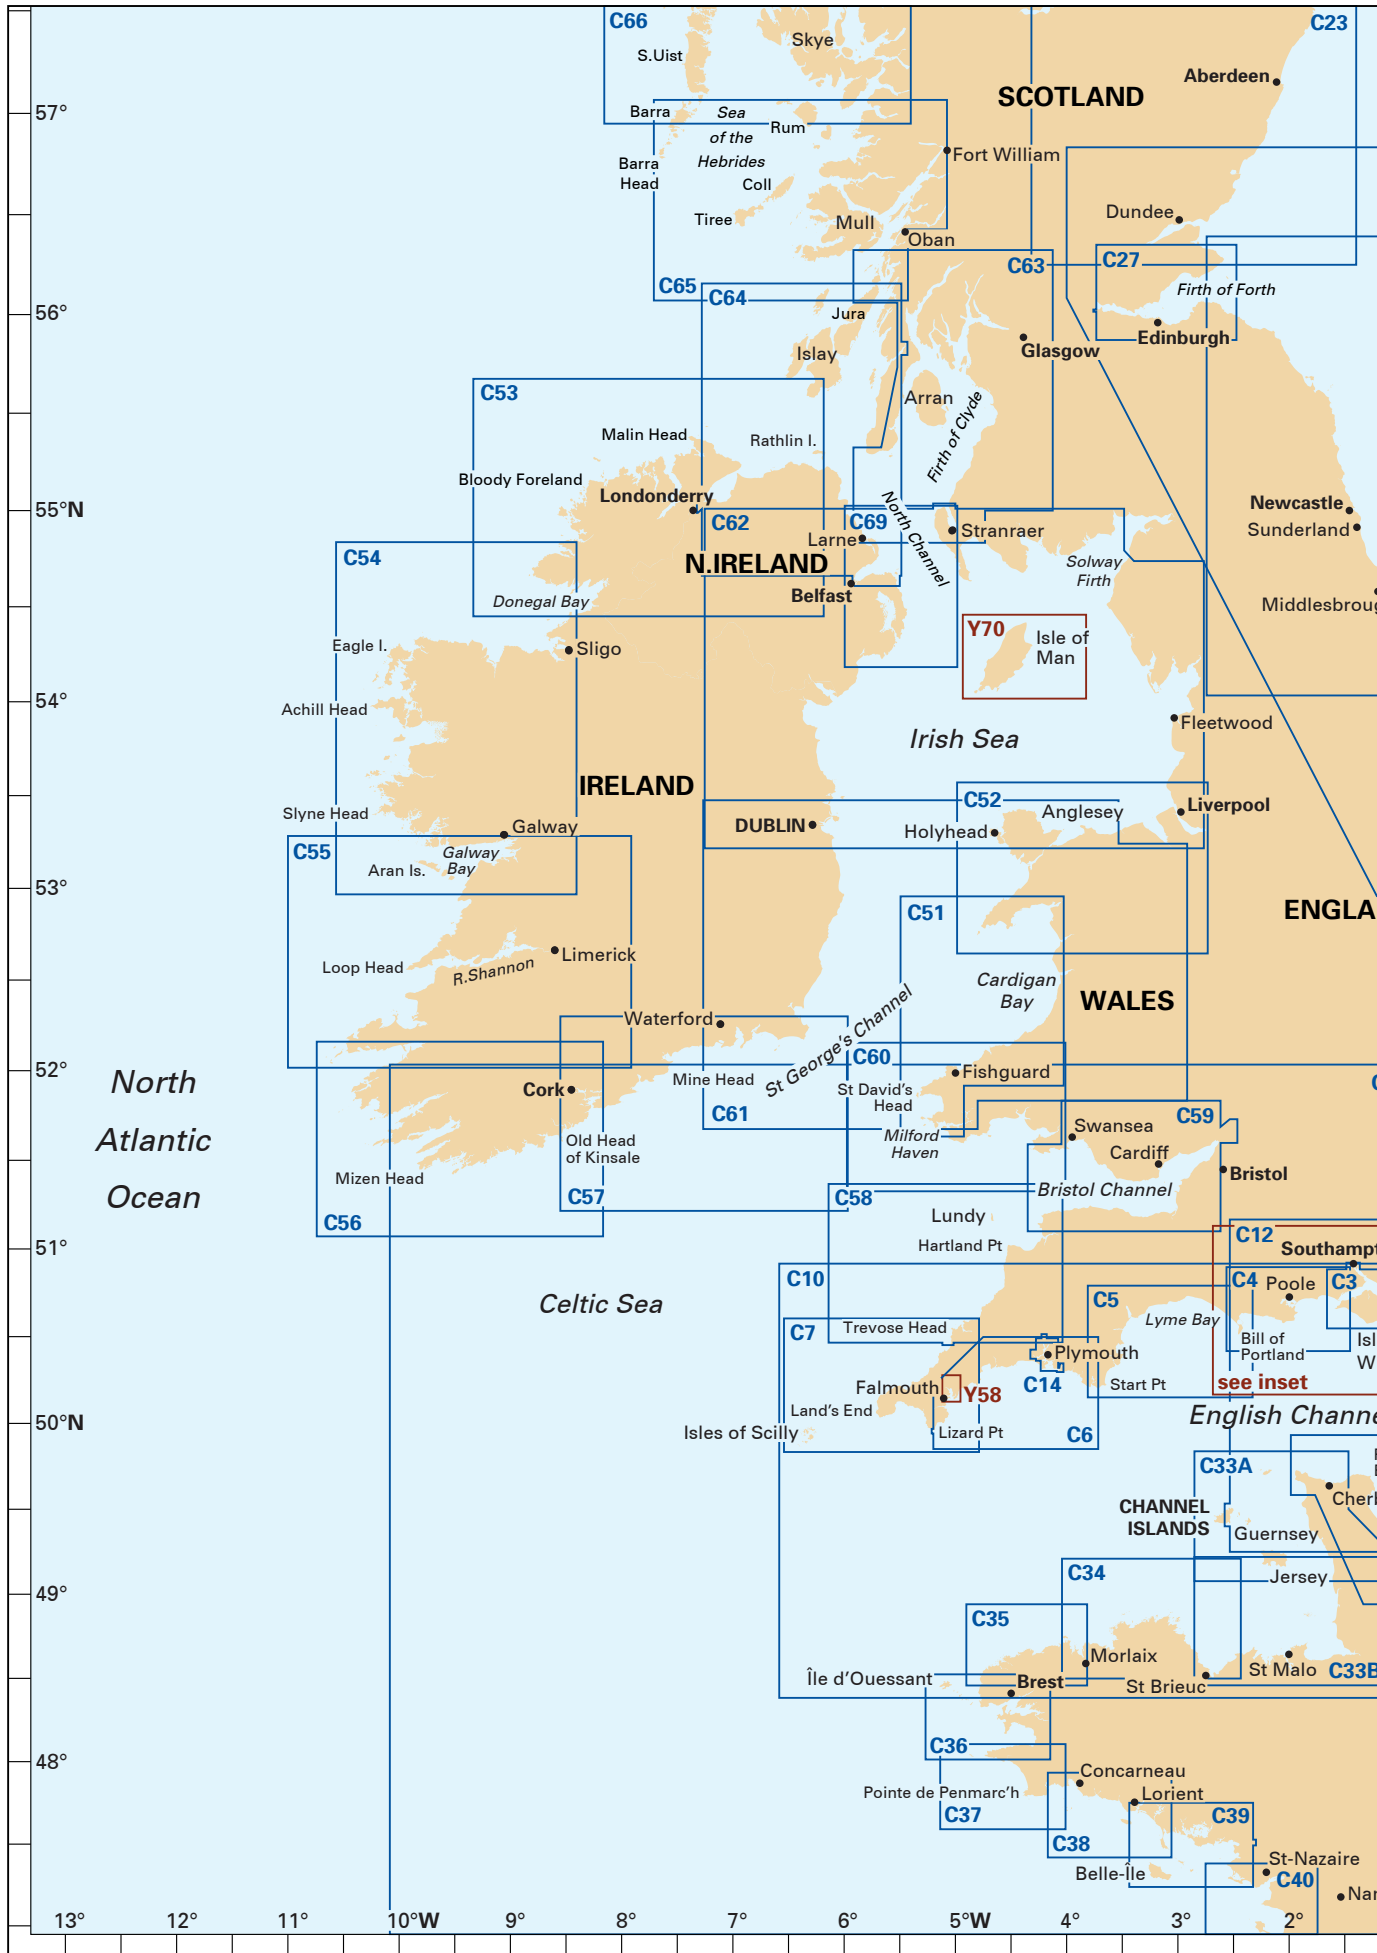 C66
C23
Skye
S.Uist
Aberdeen
SCOTLAND
57°
Barra
Sea
of the
Hebrides
Rum
Fort William
Barra
Head
Coll
Tiree
Mull
Oban
Dundee
C63
C27
Firth of Forth
C65
C64
56°
Jura
Edinburgh
Glasgow
Islay
C53
Arran
Firth of Clyde
Malin Head
Rathlin I.
Bloody Foreland
Londonderry
55°N
C62
C69
North Channel
Newcastle
Sunderland
Larne
Stranraer
C54
N.IRELAND
Solway
Firth
Belfast
Donegal Bay
Middlesbroug
Y70
Isle of
Man
Eagle I.
Sligo
54°
Achill Head
Fleetwood
Irish Sea
IRELAND
C52
Liverpool
Slyne Head
Anglesey
Galway
DUBLIN
Holyhead
C55
Galway
Bay
Aran Is.
53°
C51
ENGLA
Limerick
Loop Head
R.Shannon
Cardigan
Bay
WALES
Waterford
St George's Channel
C60
52°
North
Atlantic
Ocean
Mine Head
Fishguard
C
Cork
St David's
Head
C61
C59
Swansea
Milford
Haven
Old Head
of Kinsale
Cardiff
Mizen Head
Bristol
Bristol Channel
C57
C58
C56
Lundy
51°
Hartland Pt
C12
Southampt
C10
Celtic Sea
C4
Poole
C3
C5
Lyme Bay
C7
Trevose Head
Bill of
Portland
Isl
W
Plymouth
Falmouth
Y58
C14
Start Pt
see inset
Land's End
50°N
English Channe
Isles of Scilly
Lizard Pt
C6
C33A
Cherb
CHANNEL
ISLANDS
Guernsey
49°
C34
Jersey
C35
Morlaix
Île d'Ouessant
Brest
St Brieuc
St Malo
C33B
48°
C36
Concarneau
Pointe de Penmarc'h
Lorient
C37
C39
C38
Belle-Île
St-Nazaire
C40
Nar
13°
12°
11°
10°W
9°
8°
7°
6°
5°W
4°
3°
2°